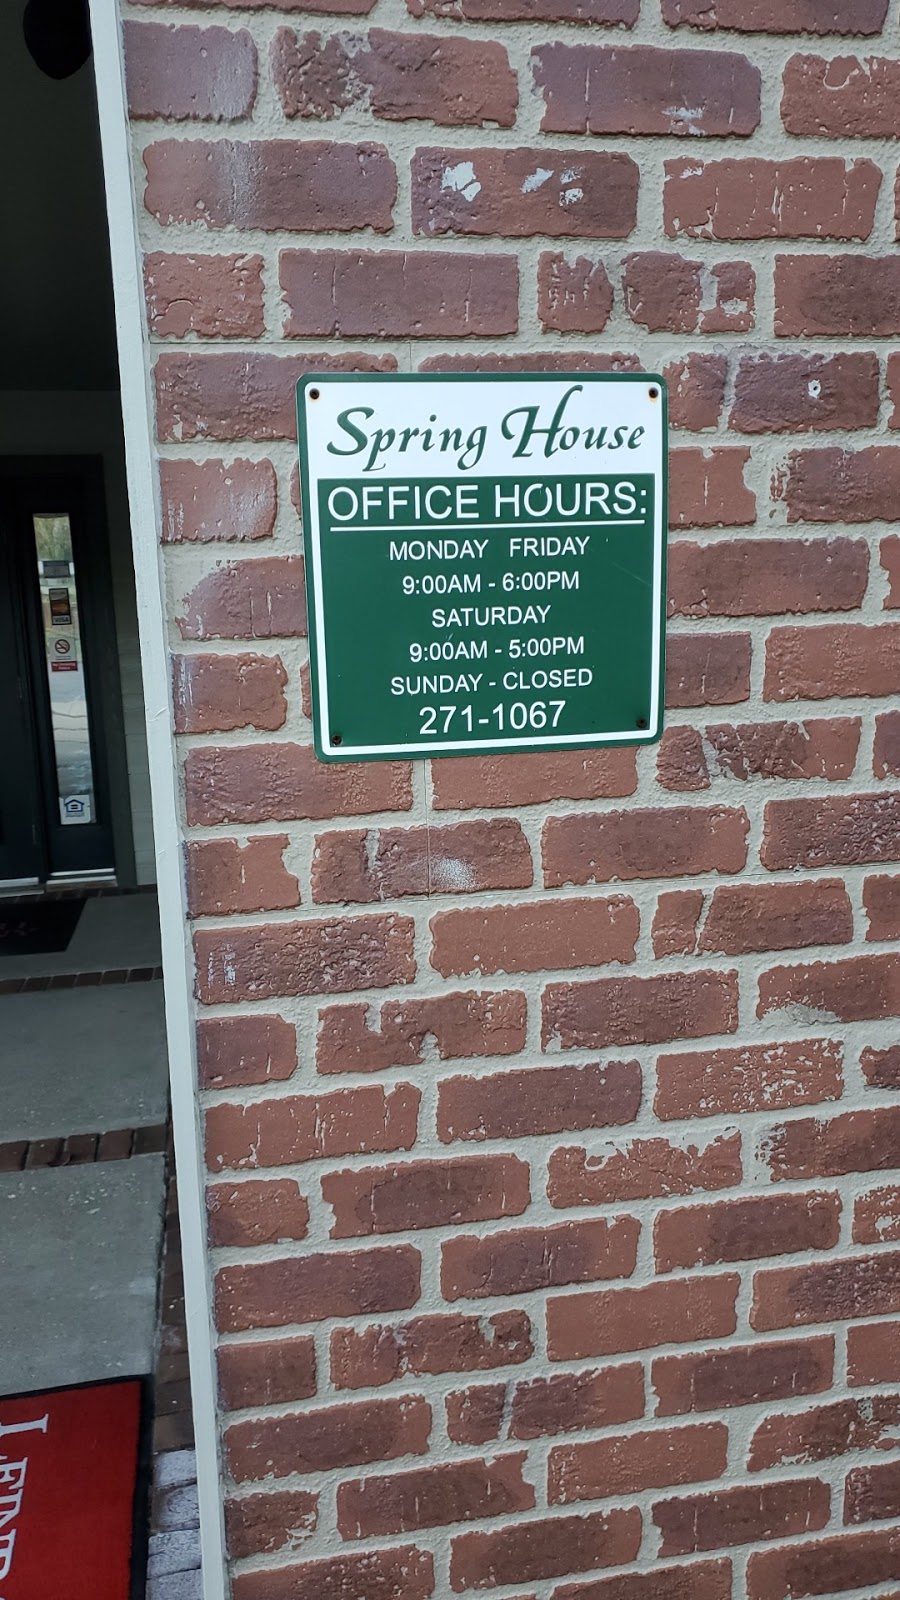 Spring House
OFFICE HOURS:
MONDAY FRIDAY
9:00AM - 6:00PM
SATURDAY
9:00AM - 5:00PM
SUNDAY - CLOSED
271-1067
VISA